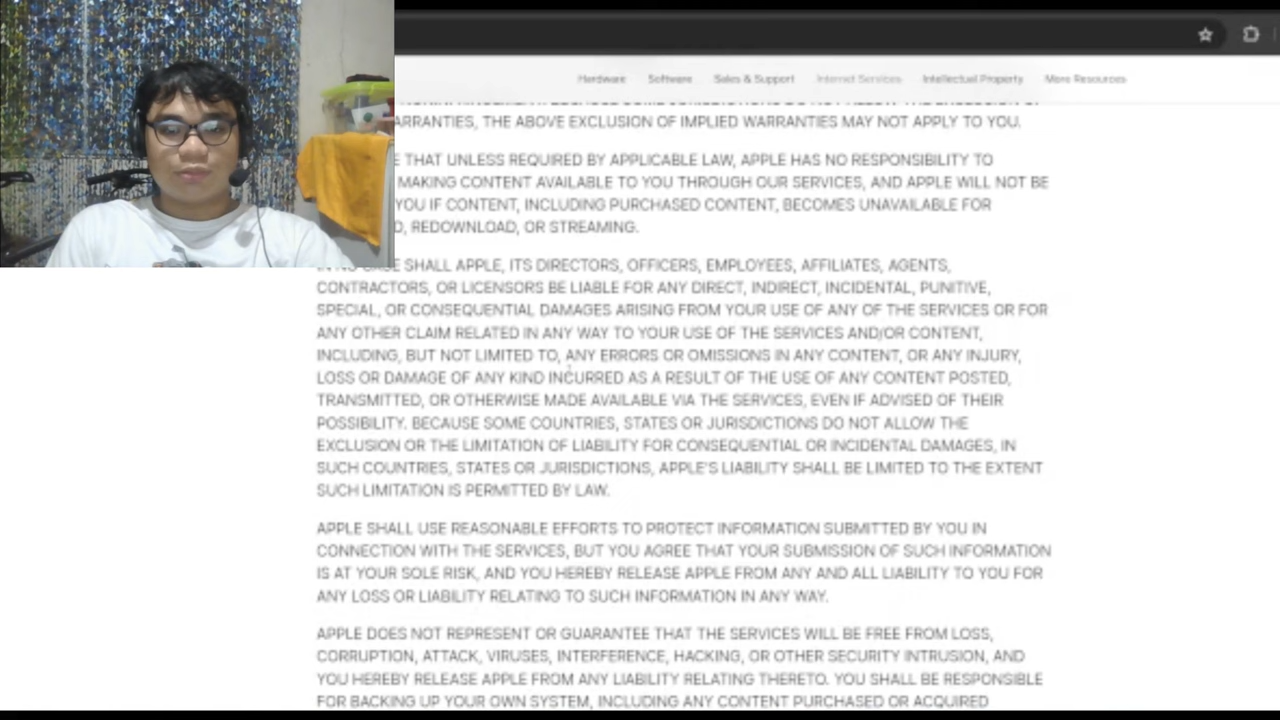 Hardware Software Sales & Support Internet Services Intellectual Property More Resources
ARRANTIES, THE ABOVE EXCLUSION OF IMPLIED WARRANTIES MAY NOT APPLY TO YOU.
E THAT UNLESS REQUIRED BY APPLICABLE LAW, APPLE HAS NO RESPONSIBILITY TO
MAKING CONTENT AVAILABLE TO YOU THROUGH OUR SERVICES, AND APPLE WILL NOT BE
YOU IF CONTENT, INCLUDING PURCHASED CONTENT, BECOMES UNAVAILABLE FOR
D, REDOWNLOAD, OR STREAMING.
IN NO CASE SHALL APPLE, ITS DIRECTORS, OFFICERS, EMPLOYEES, AFFILIATES, AGENTS,
CONTRACTORS, OR LICENSORS BE LIABLE FOR ANY DIRECT, INDIRECT, INCIDENTAL, PUNITIVE,
SPECIAL, OR CONSEQUENTIAL DAMAGES ARISING FROM YOUR USE OF ANY OF THE SERVICES OR FOR
ANY OTHER CLAIM RELATED IN ANY WAY TO YOUR USE OF THE SERVICES AND/OR CONTENT,
INCLUDING, BUT NOT LIMITED TO, ANY ERRORS OR OMISSIONS IN ANY CONTENT, OR ANY INJURY,
LOSS OR DAMAGE OF ANY KIND INCURRED AS A RESULT OF THE USE OF ANY CONTENT POSTED,
TRANSMITTED, OR OTHERWISE MADE AVAILABLE VIA THE SERVICES, EVEN IF ADVISED OF THEIR
POSSIBILITY. BECAUSE SOME COUNTRIES, STATES OR JURISDICTIONS DO NOT ALLOW THE
EXCLUSION OR THE LIMITATION OF LIABILITY FOR CONSEQUENTIAL OR INCIDENTAL DAMAGES, IN
SUCH COUNTRIES, STATES OR JURISDICTIONS, APPLE'S LIABILITY SHALL BE LIMITED TO THE EXTENT
SUCH LIMITATION IS PERMITTED BY LAW.
APPLE SHALL USE REASONABLE EFFORTS TO PROTECT INFORMATION SUBMITTED BY YOU IN
CONNECTION WITH THE SERVICES, BUT YOU AGREE THAT YOUR SUBMISSION OF SUCH INFORMATION
IS AT YOUR SOLE RISK, AND YOU HEREBY RELEASE APPLE FROM ANY AND ALL LIABILITY TO YOU FOR
ANY LOSS OR LIABILITY RELATING TO SUCH INFORMATION IN ANY WAY.
APPLE DOES NOT REPRESENT OR GUARANTEE THAT THE SERVICES WILL BE FREE FROM LOSS,
CORRUPTION, ATTACK, VIRUSES, INTERFERENCE, HACKING, OR OTHER SECURITY INTRUSION, AND
YOU HEREBY RELEASE APPLE FROM ANY LIABILITY RELATING THERETO. YOU SHALL BE RESPONSIBLE
FOR BACKING UP YOUR OWN SYSTEM, INCLUDING ANY CONTENT PURCHASED OR ACQUIRED